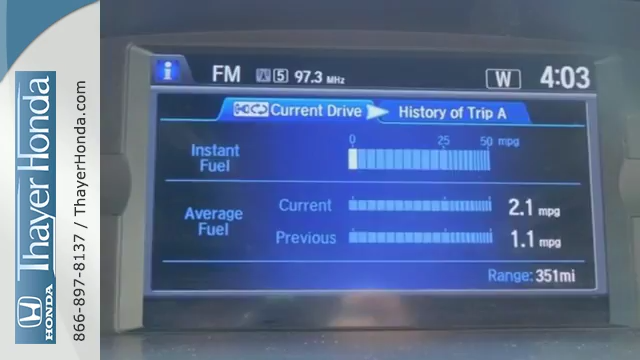 Thayer Honda
HONDA
866-897-8137 / ThayerHonda.com
i FM 5 97.3 MHz W 4:03
Current Drive History of Trip A
0 25 50 mpg
Instant
Fuel
Average
Fuel
Current 2.1 mpg
Previous 1.1 mpg
Range: 351mi